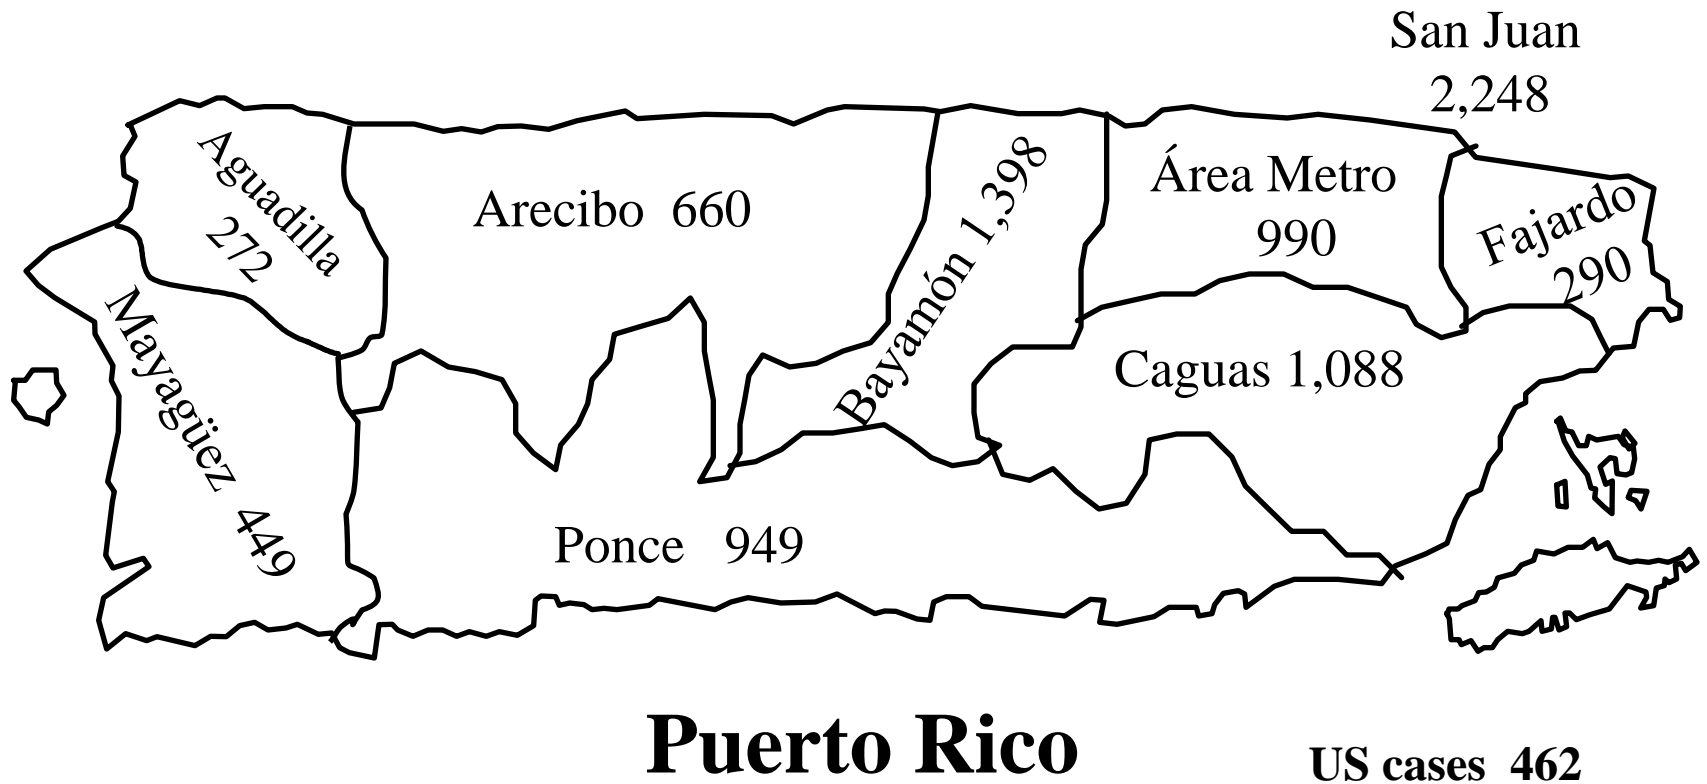 San Juan
2,248
Aguadilla
272
Arecibo 660
Bayamón 1,398
Área Metro
990
Fajardo
290
Mayagüez 449
Caguas 1,088
Ponce 949
Puerto Rico
US cases 462